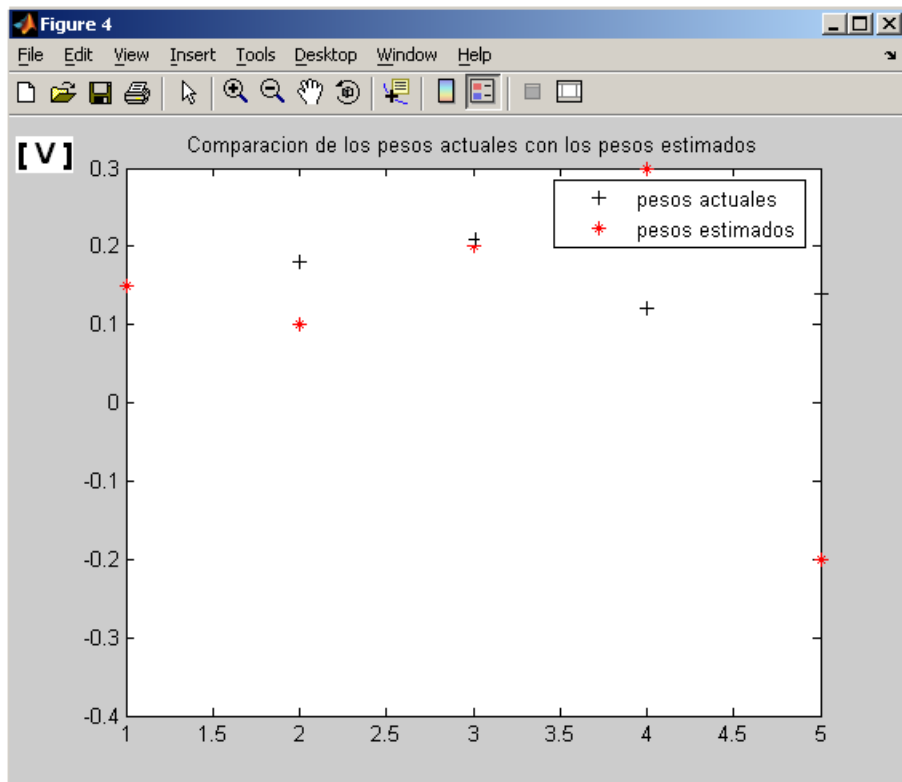 Figure 4
File Edit View Insert Tools Desktop Window Help
[ V ]
Comparacion de los pesos actuales con los pesos estimados
0.3
pesos actuales
pesos estimados
0.2
0.1
0
-0.1
-0.2
-0.3
-0.4
1 1.5 2 2.5 3 3.5 4 4.5 5